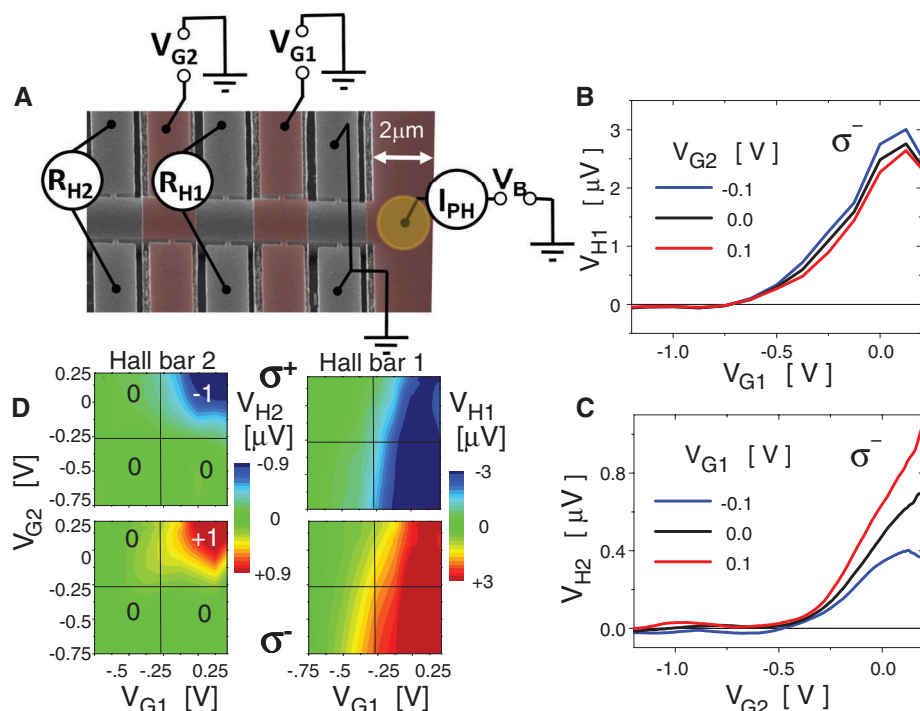 A
V_G2
V_G1
2μm
R_H2
R_H1
I_PH
V_B
B
V_G2 [ V]
-0.1
0.0
0.1
σ⁻
V_H1 [ μV]
3
2
1
0
-1.0
-0.5
0.0
V_G1 [ V]
C
V_G1 [ V]
-0.1
0.0
0.1
σ⁻
V_H2 [ μV]
0.8
0.4
0.0
-1.0
-0.5
0.0
V_G2 [ V]
D
Hall bar 2
σ⁺
Hall bar 1
0.25
0
-0.25
-0.5
-0.75
0
-1
0
0
V_H2
[μV]
-0.9
0
+0.9
V_H1
[μV]
-3
0
+3
0.25
0
-0.25
-0.5
-0.75
0
+1
0
0
σ⁻
V_G2 [V]
-.5
-.25
0
.25
V_G1 [V]
-.5
-.25
0
.25
V_G1 [V]